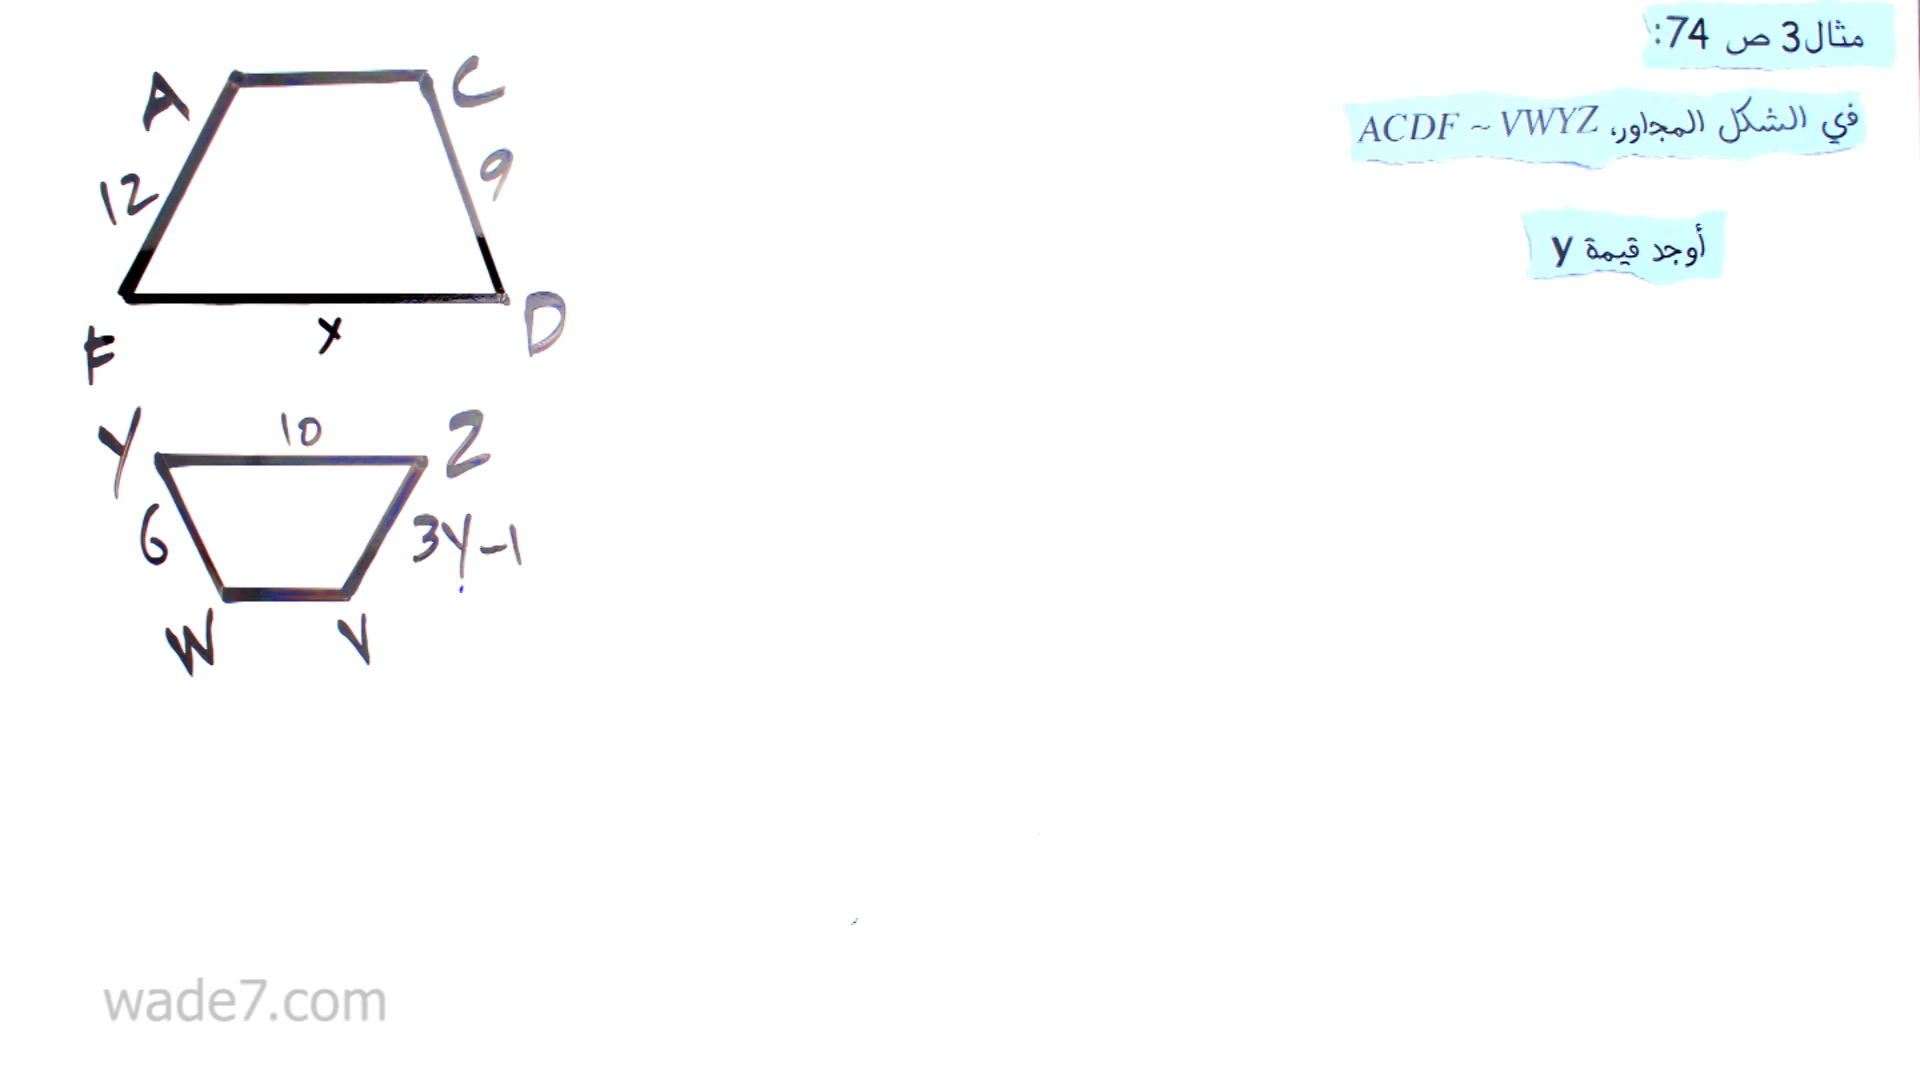 مثال3 ص 74:
في الشكل المجاور، ACDF ~ VWYZ
أوجد قيمة y
A
C
12
9
F
x
D
Y
10
Z
6
3y-1
W
V
wade7.com